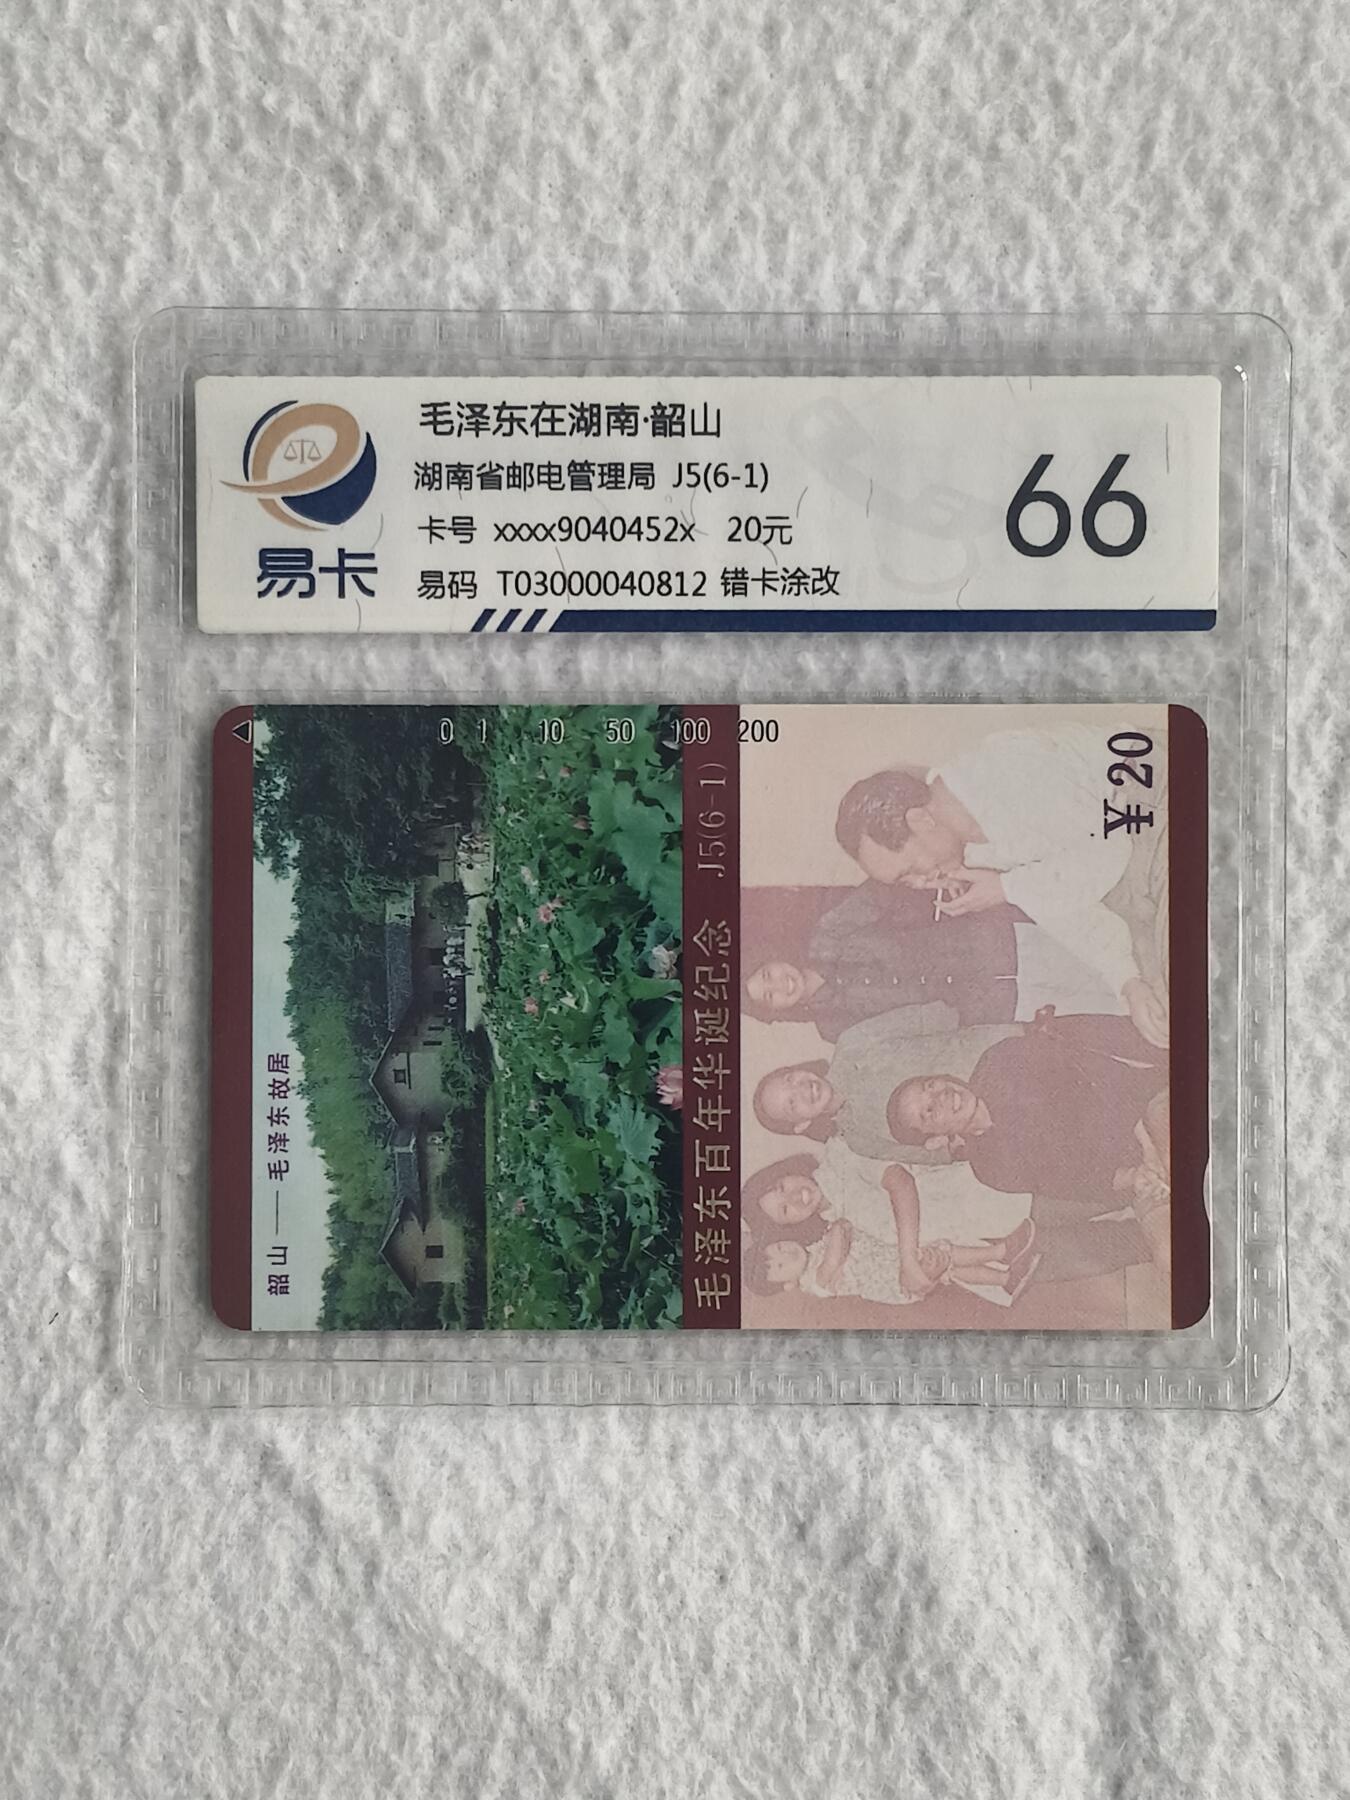 毛泽东在湖南·韶山
湖南省邮电管理局 J5(6-1)
卡号 xxxx9040452x 20元
易码 T03000040812 错卡涂改
易卡
66
0 1 10 50 100 200
韶山——毛泽东故居
毛泽东百年华诞纪念 J5(6-1)
¥20